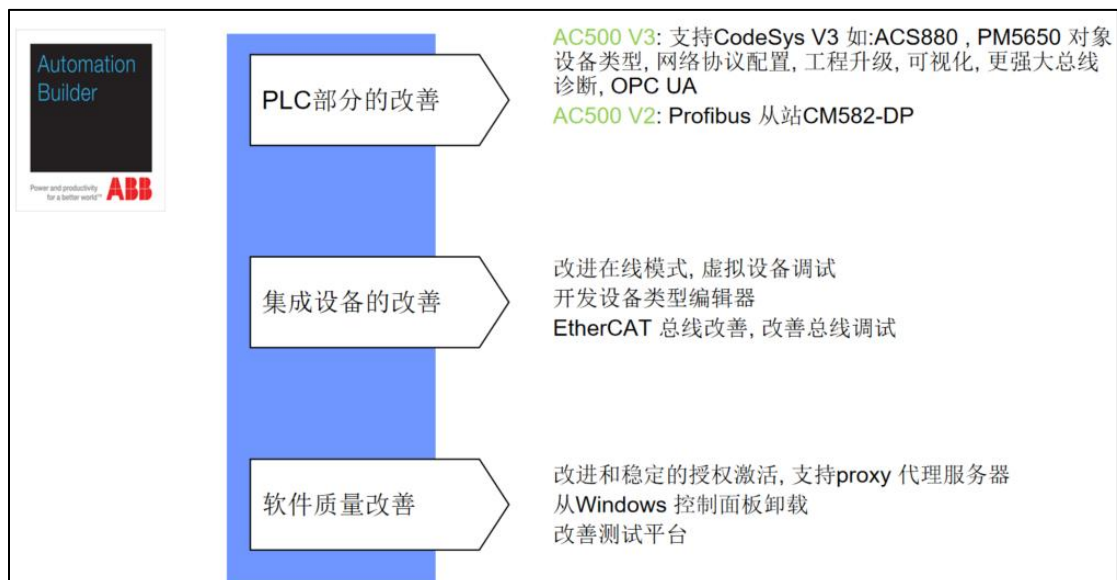 Automation
Builder
Power and productivity
for a better world™
ABB
PLC部分的改善
AC500 V3: 支持CodeSys V3 如:ACS880 , PM5650 对象
设备类型, 网络协议配置, 工程升级, 可视化, 更强大总线
诊断, OPC UA
AC500 V2: Profibus 从站CM582-DP
集成设备的改善
改进在线模式, 虚拟设备调试
开发设备类型编辑器
EtherCAT 总线改善, 改善总线调试
软件质量改善
改进和稳定的授权激活, 支持proxy 代理服务器
从Windows 控制面板卸载
改善测试平台